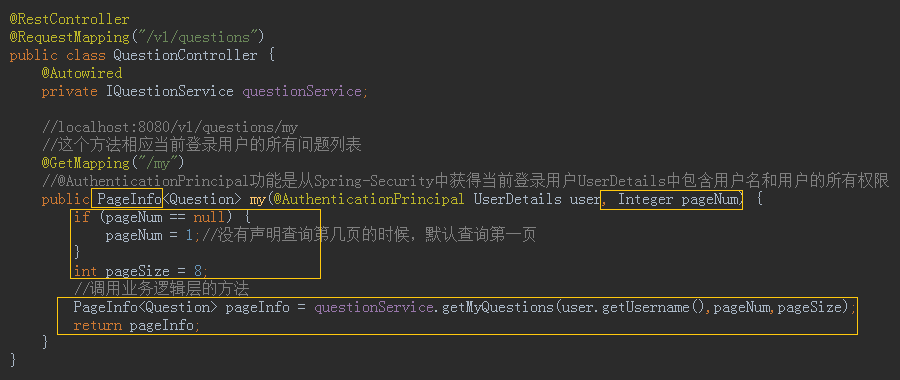 @RestController
@RequestMapping("/v1/questions")
public class QuestionController {
@Autowired
private IQuestionService questionService;
//localhost:8080/v1/questions/my
//这个方法相应当前登录用户的所有问题列表
@GetMapping("/my")
//@AuthenticationPrincipal功能是从Spring-Security中获得当前登录用户UserDetails中包含用户名和用户的所有权限
public PageInfo<Question> my(@AuthenticationPrincipal UserDetails user, Integer pageNum) {
if (pageNum == null) {
pageNum = 1;//没有声明查询第几页的时候，默认查询第一页
}
int pageSize = 8;
//调用业务逻辑层的方法
PageInfo<Question> pageInfo = questionService.getMyQuestions(user.getUsername(),pageNum,pageSize);
return pageInfo;
}
}